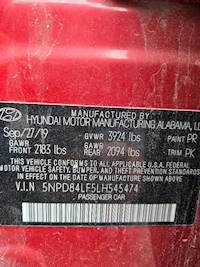 MANUFACTURED BY
HYUNDAI MOTOR MANUFACTURING ALABAMA, LL
Sep/27/19 GVWR 3924 lbs PAINT PR
GAWR FRONT 2183 lbs GAWR REAR 2094 lbs TRIM PK
THIS VEHICLE CONFORMS TO ALL APPLICABLE U.S. FEDERAL
MOTOR VEHICLE SAFETY, BUMPER, AND THEFT PREVENTION
STANDARDS IN EFFECT ON THE DATE OF MANUFACTURE SHOWN ABOVE.
V.I.N 5NPD84LF5LH545474
PASSENGER CAR